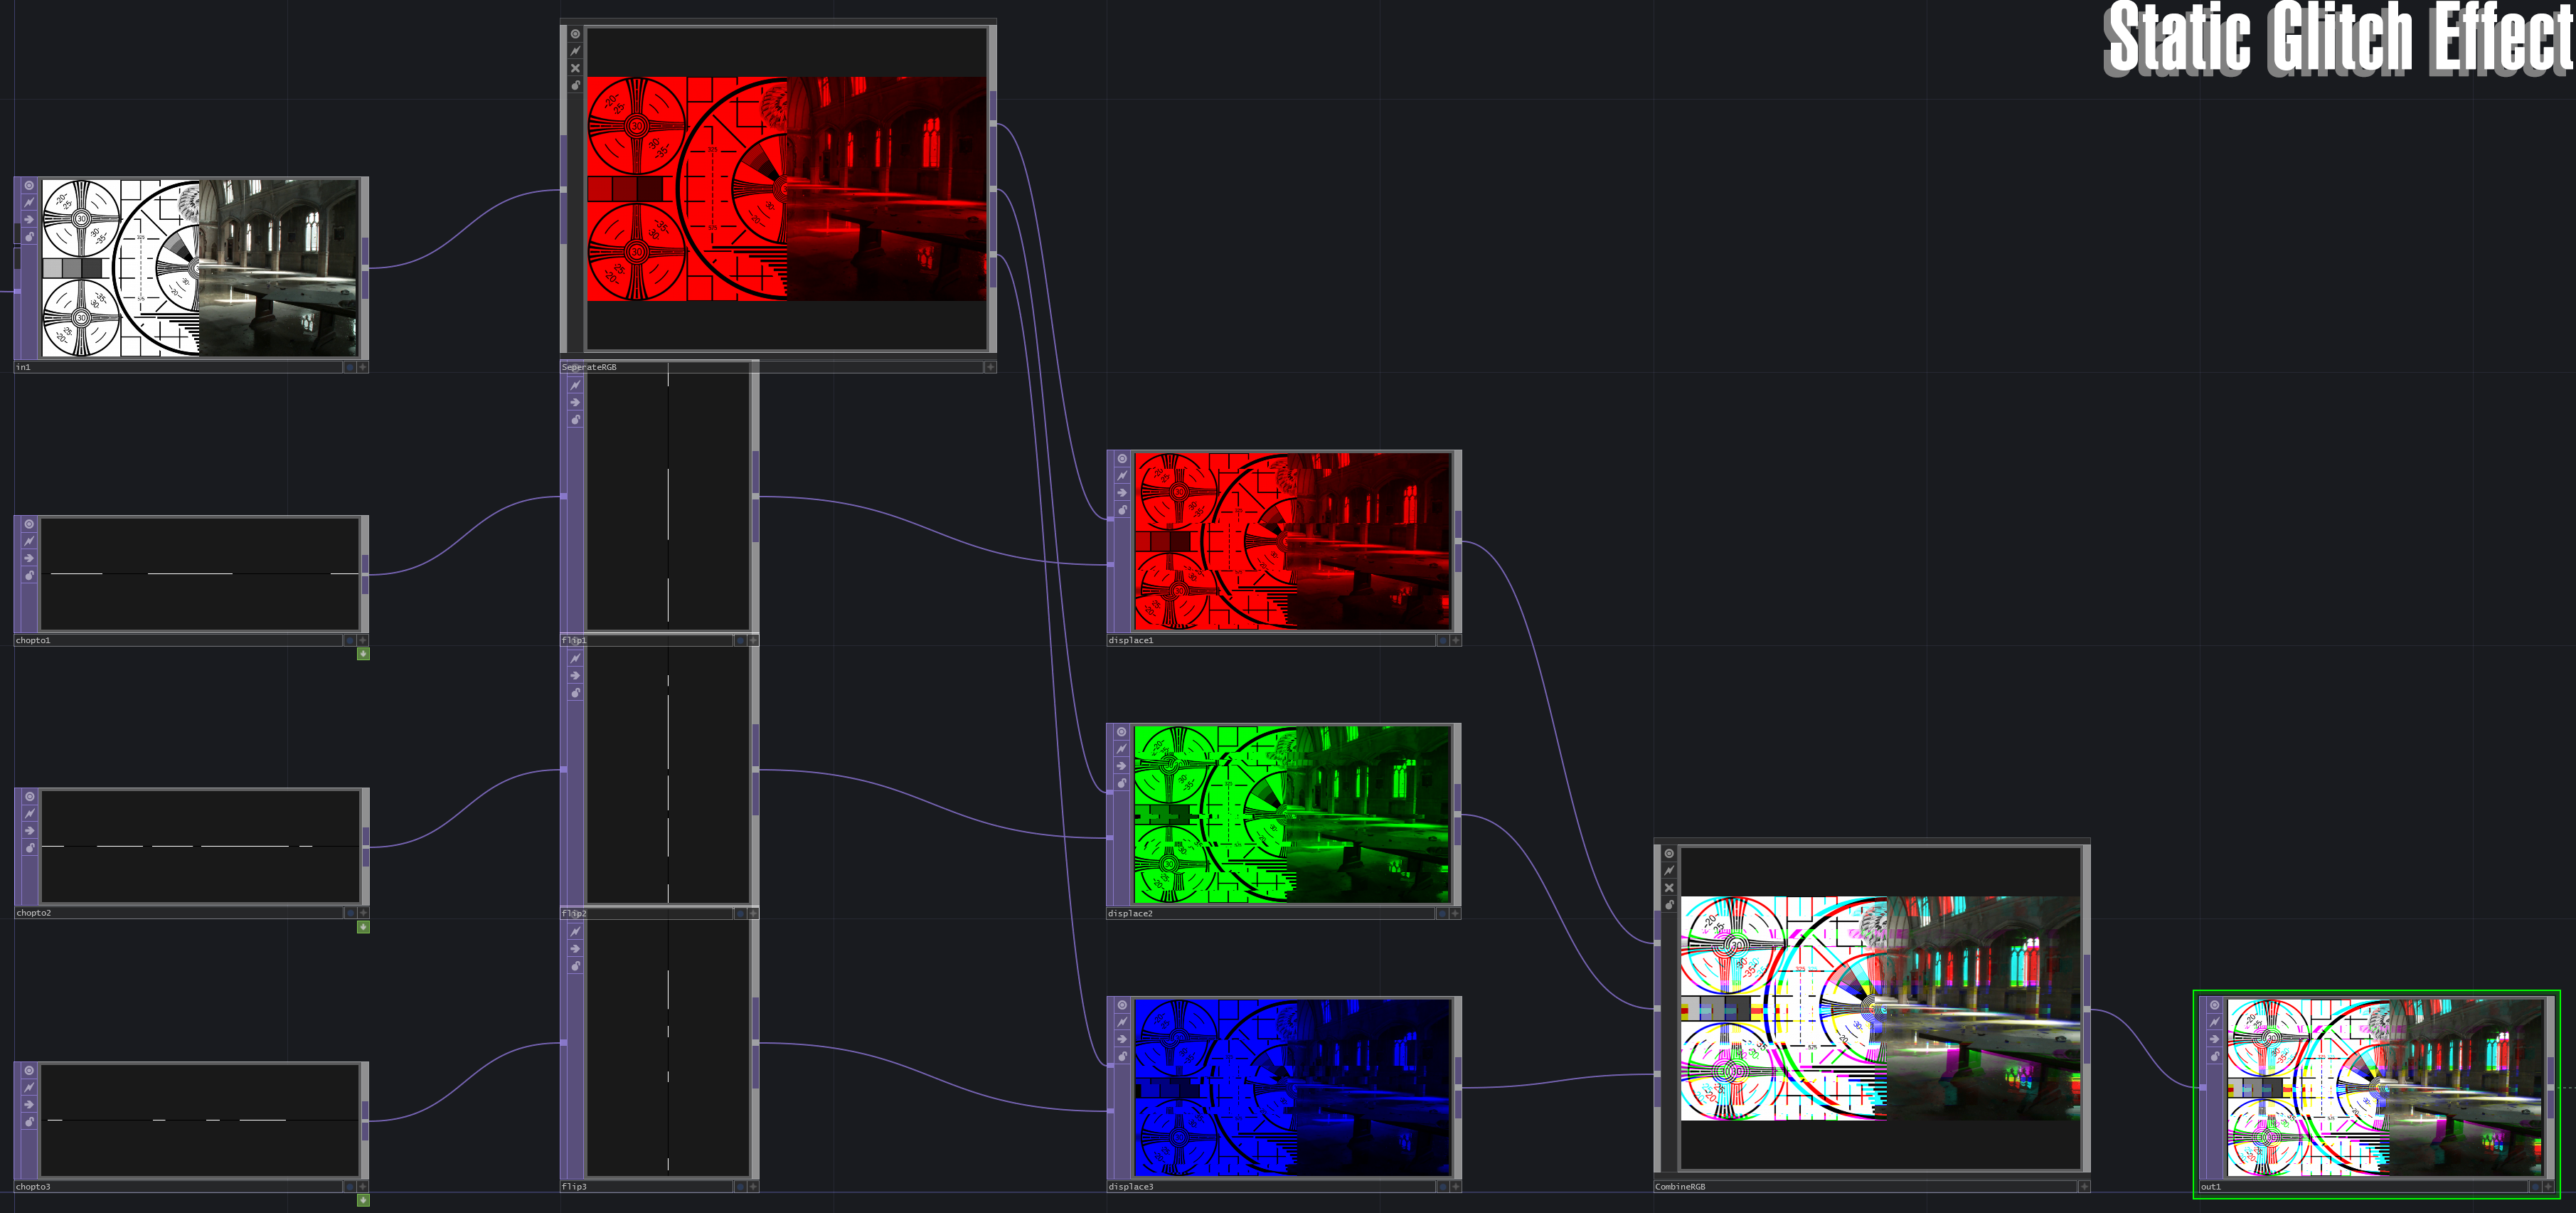 Static Glitch Effect
in1
SeperateRGB
chopto1
flip1
displace1
chopto2
flip2
displace2
chopto3
flip3
displace3
CombineRGB
out1